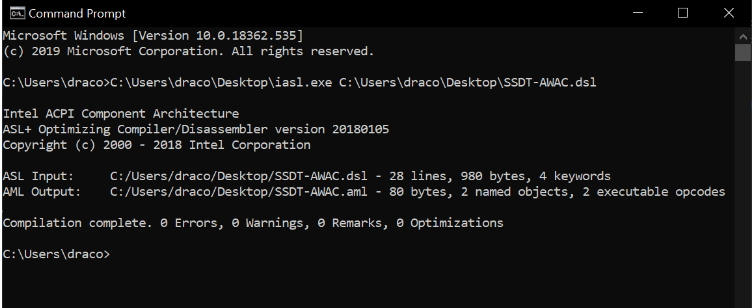 Command Prompt
Microsoft Windows [Version 10.0.18362.535]
(c) 2019 Microsoft Corporation. All rights reserved.
C:\Users\draco>C:\Users\draco\Desktop\iasl.exe C:\Users\draco\Desktop\SSDT-AWAC.dsl
Intel ACPI Component Architecture
ASL+ Optimizing Compiler/Disassembler version 20180105
Copyright (c) 2000 - 2018 Intel Corporation
ASL Input:     C:/Users/draco/Desktop/SSDT-AWAC.dsl - 28 lines, 980 bytes, 4 keywords
AML Output:    C:/Users/draco/Desktop/SSDT-AWAC.aml - 80 bytes, 2 named objects, 2 executable opcodes
Compilation complete. 0 Errors, 0 Warnings, 0 Remarks, 0 Optimizations
C:\Users\draco>